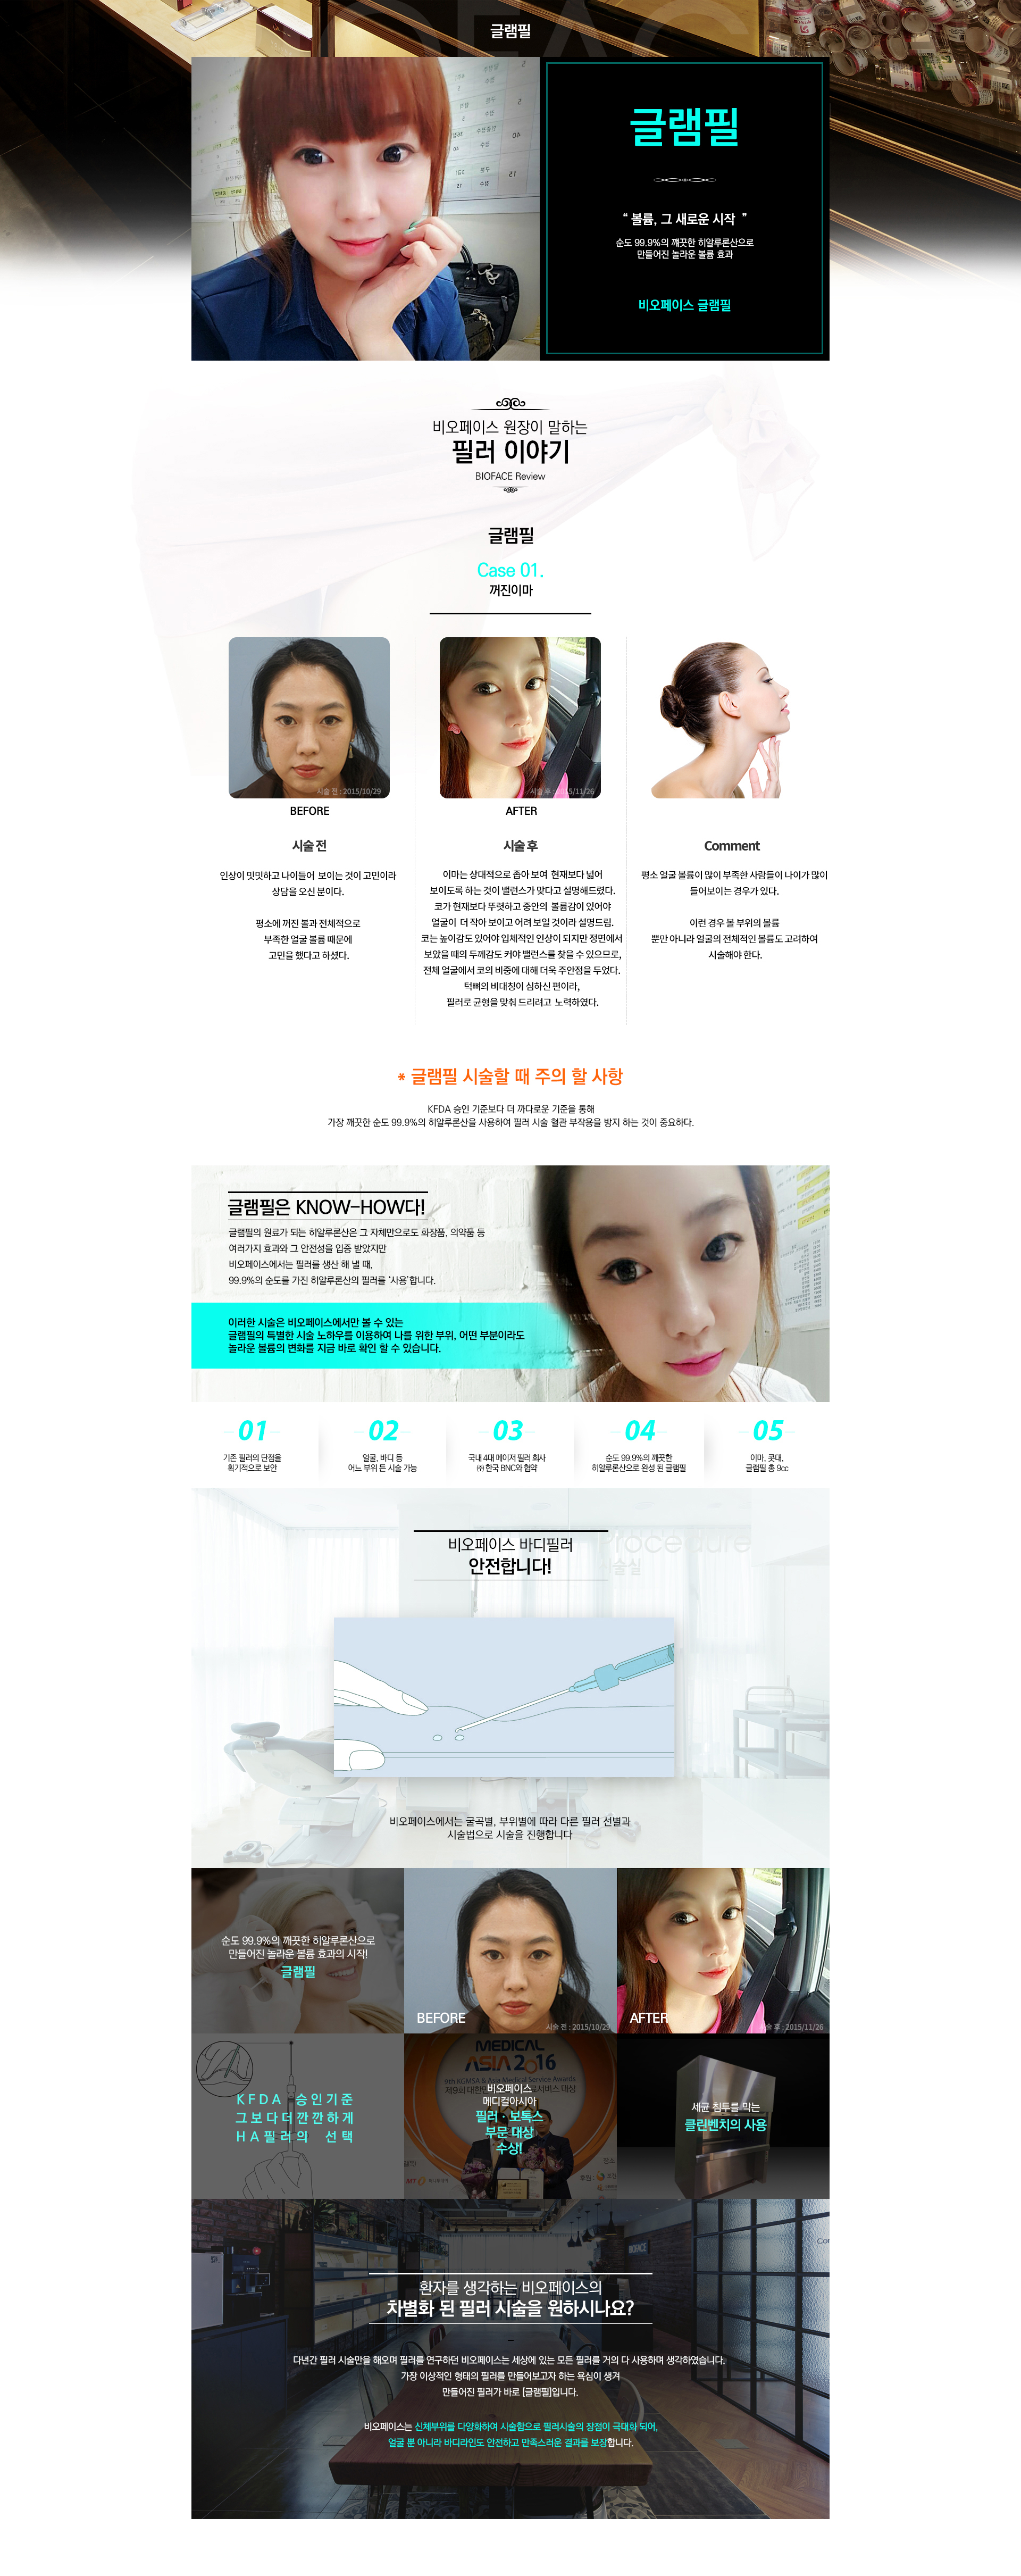 글램필
글램필
“ 볼륨, 그 새로운 시작 ”
순도 99.9%의 깨끗한 히알루론산으로
만들어진 놀라운 볼륨 효과
비오페이스 글램필
비오페이스 원장이 말하는
필러 이야기
BIOFACE Review
글램필
Case 01.
꺼진이마
시술 전 : 2015/10/29
시술 후 : 2015/11/26
BEFORE
AFTER
시술 전
인상이 밋밋하고 나이들어 보이는 것이 고민이라
상담을 오신 분이다.
평소에 꺼진 볼과 전체적으로
부족한 얼굴 볼륨 때문에
고민을 했다고 하셨다.
시술 후
이마는 상대적으로 좁아 보여 현재보다 넓어
보이도록 하는 것이 밸런스가 맞다고 설명해드렸다.
코가 현재보다 뚜렷하고 중안의 볼륨감이 있어야
얼굴이 더 작아 보이고 어려 보일 것이라 설명드림.
코는 높이감도 있어야 입체적인 인상이 되지만 정면에서
보았을 때의 두께감도 커야 밸런스를 찾을 수 있으므로,
전체 얼굴에서 코의 비중에 대해 더욱 주안점을 두었다.
턱뼈의 비대칭이 심하신 편이라,
필러로 균형을 맞춰 드리려고 노력하였다.
Comment
평소 얼굴 볼륨이 많이 부족한 사람들이 나이가 많이
들어보이는 경우가 있다.
이런 경우 볼 부위의 볼륨
뿐만 아니라 얼굴의 전체적인 볼륨도 고려하여
시술해야 한다.
* 글램필 시술할 때 주의 할 사항
KFDA 승인 기준보다 더 까다로운 기준을 통해
가장 깨끗한 순도 99.9%의 히알루론산을 사용하여 필러 시술 혈관 부작용을 방지 하는 것이 중요하다.
글램필은 KNOW-HOW다!
글램필의 원료가 되는 히알루론산은 그 자체만으로도 화장품, 의약품 등
여러가지 효과와 그 안전성을 입증 받았지만
비오페이스에서는 필러를 생산 해 낼 때,
99.9%의 순도를 가진 히알루론산의 필러를 '사용'합니다.
이러한 시술은 비오페이스에서만 볼 수 있는
글램필의 특별한 시술 노하우를 이용하여 나를 위한 부위, 어떤 부분이라도
놀라운 볼륨의 변화를 지금 바로 확인 할 수 있습니다.
01
기존 필러의 단점을
획기적으로 보안
02
얼굴, 바디 등
어느 부위 든 시술 가능
03
국내 4대 메이저 필러 회사
㈜ 한국 BNC와 협약
04
순도 99.9%의 깨끗한
히알루론산으로 완성 된 글램필
05
이마, 콧대,
글램필 총 9cc
비오페이스 바디필러
안전합니다!
비오페이스에서는 굴곡별, 부위별에 따라 다른 필러 선별과
시술법으로 시술을 진행합니다
순도 99.9%의 깨끗한 히알루론산으로
만들어진 놀라운 볼륨 효과의 시작!
글램필
BEFORE
시술 전 : 2015/10/29
AFTER
시술 후 : 2015/11/26
KFDA 승인기준
그보다더깐깐하게
HA필러의 선택
MEDICAL
ASIA 2016
비오페이스
메디컬아시아
필러 · 보톡스
부문 대상
수상!
세균 침투를 막는
클린벤치의 사용
환자를 생각하는 비오페이스의
차별화 된 필러 시술을 원하시나요?
다년간 필러 시술만을 해오며 필러를 연구하던 비오페이스는 세상에 있는 모든 필러를 거의 다 사용하며 생각하였습니다.
가장 이상적인 형태의 필러를 만들어보고자 하는 욕심이 생겨
만들어진 필러가 바로 [글램필]입니다.
비오페이스는 신체부위를 다양화하여 시술함으로 필러시술의 장점이 극대화 되어,
얼굴 뿐 아니라 바디라인도 안전하고 만족스러운 결과를 보장합니다.